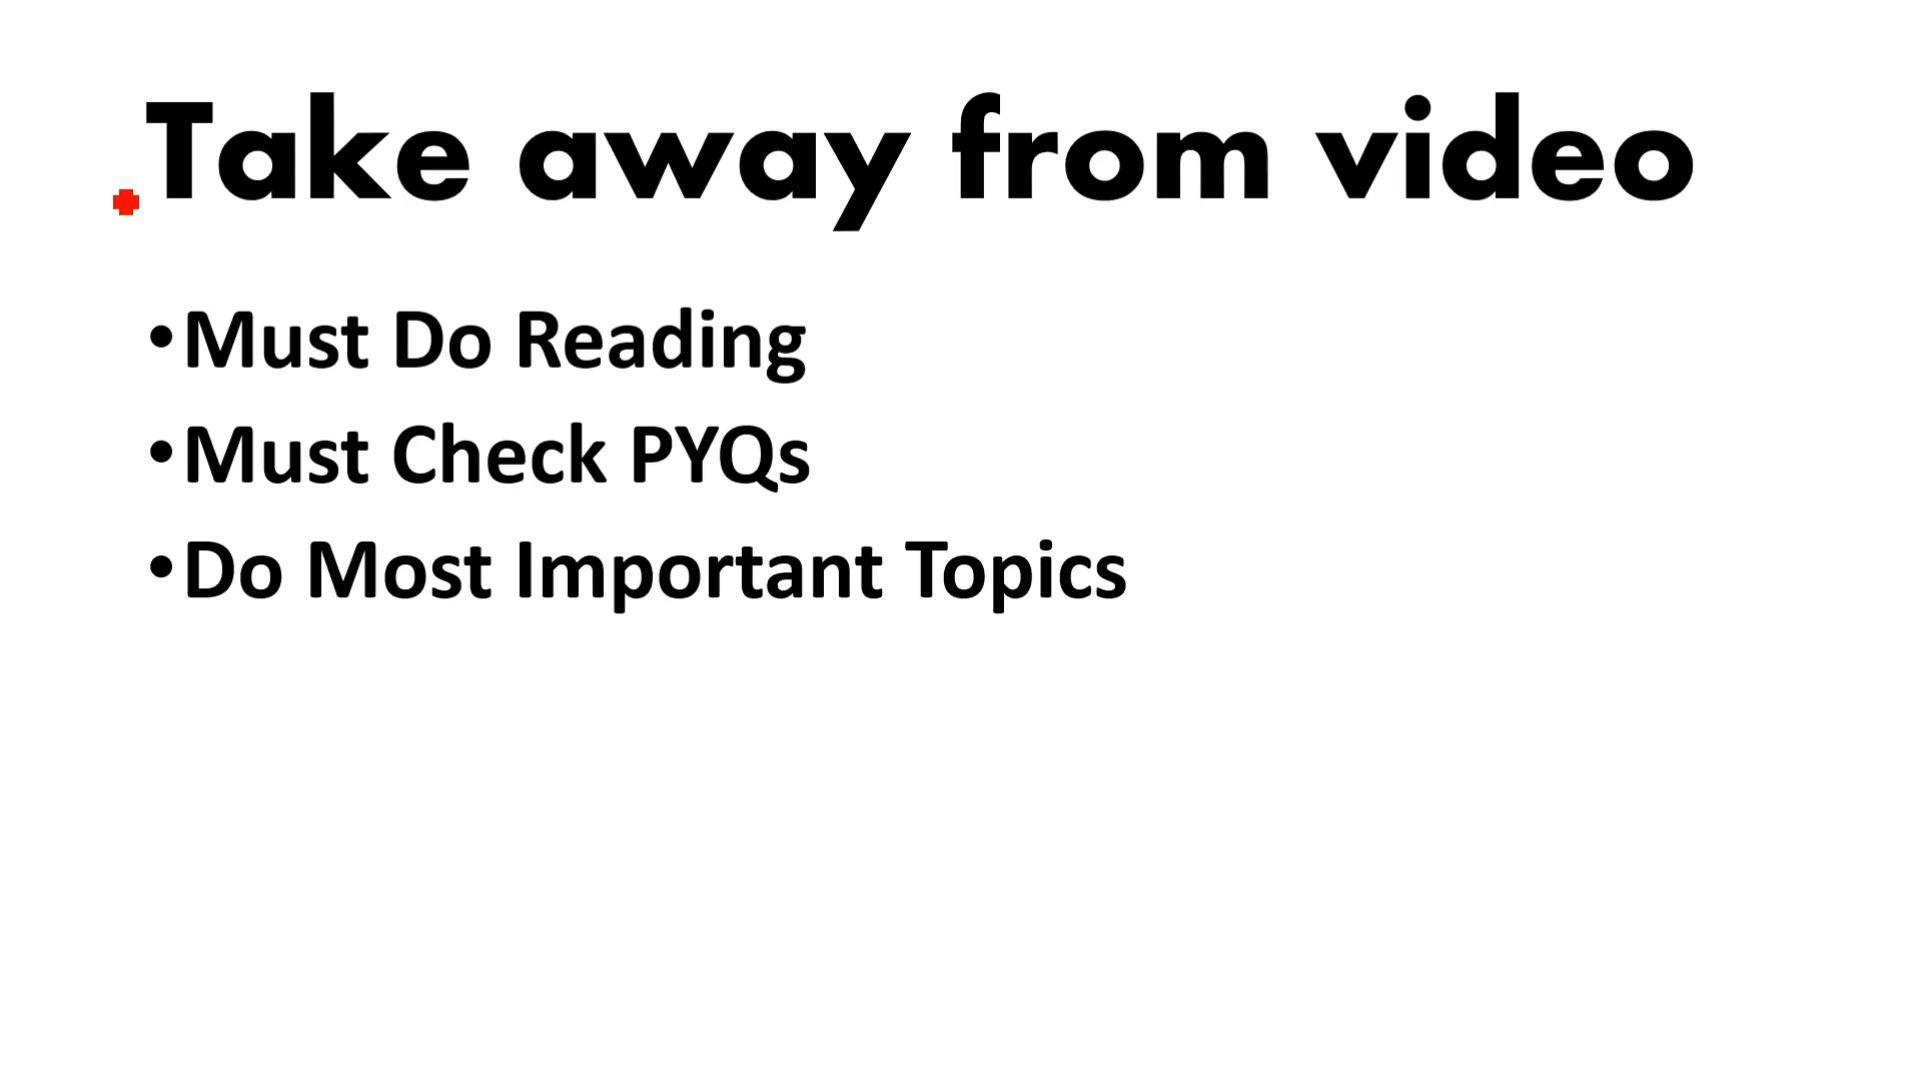 Take away from video
•Must Do Reading
•Must Check PYQs
•Do Most Important Topics